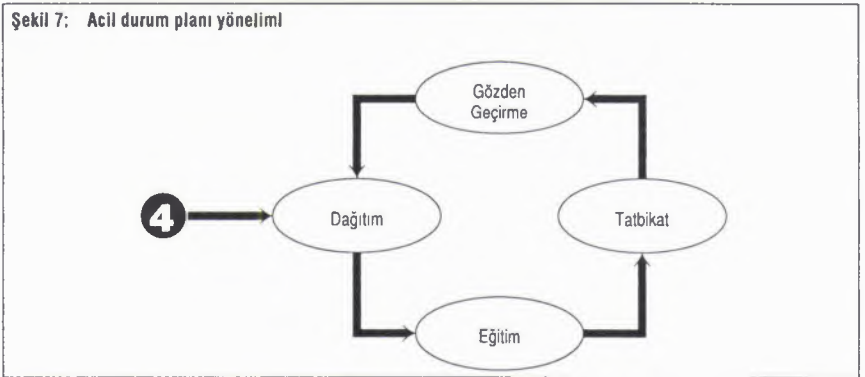 Şekil 7: Acil durum planı yönelimi
Gözden
Geçirme
4
Dağıtım
Tatbikat
Eğitim